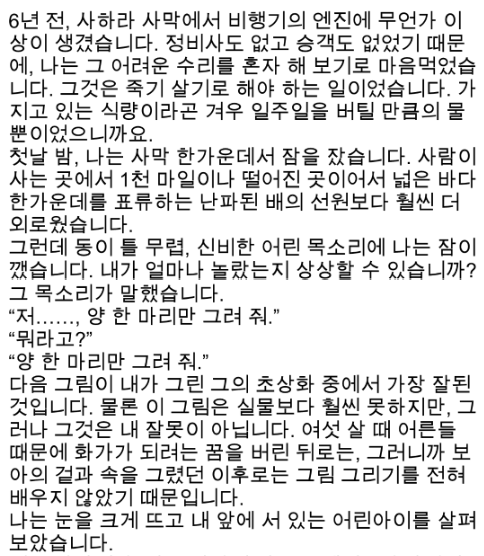 6년 전, 사하라 사막에서 비행기의 엔진에 무언가 이
상이 생겼습니다. 정비사도 없고 승객도 없었기 때문
에, 나는 그 어려운 수리를 혼자 해 보기로 마음먹었습
니다. 그것은 죽기 살기로 해야 하는 일이었습니다. 가
지고 있는 식량이라곤 겨우 일주일을 버틸 만큼의 물
뿐이었으니까요.
첫날 밤, 나는 사막 한가운데서 잠을 잤습니다. 사람이
사는 곳에서 1천 마일이나 떨어진 곳이어서 넓은 바다
한가운데를 표류하는 난파된 배의 선원보다 훨씬 더
외로웠습니다.
그런데 동이 틀 무렵, 신비한 어린 목소리에 나는 잠이
깼습니다. 내가 얼마나 놀랐는지 상상할 수 있습니까?
그 목소리가 말했습니다.
“저……, 양 한 마리만 그려 줘.”
“뭐라고?”
“양 한 마리만 그려 줘.”
다음 그림이 내가 그린 그의 초상화 중에서 가장 잘된
것입니다. 물론 이 그림은 실물보다 훨씬 못하지만, 그
러나 그것은 내 잘못이 아닙니다. 여섯 살 때 어른들
때문에 화가가 되려는 꿈을 버린 뒤로는, 그러니까 보
아의 겉과 속을 그렸던 이후로는 그림 그리기를 전혀
배우지 않았기 때문입니다.
나는 눈을 크게 뜨고 내 앞에 서 있는 어린아이를 살펴
보았습니다.